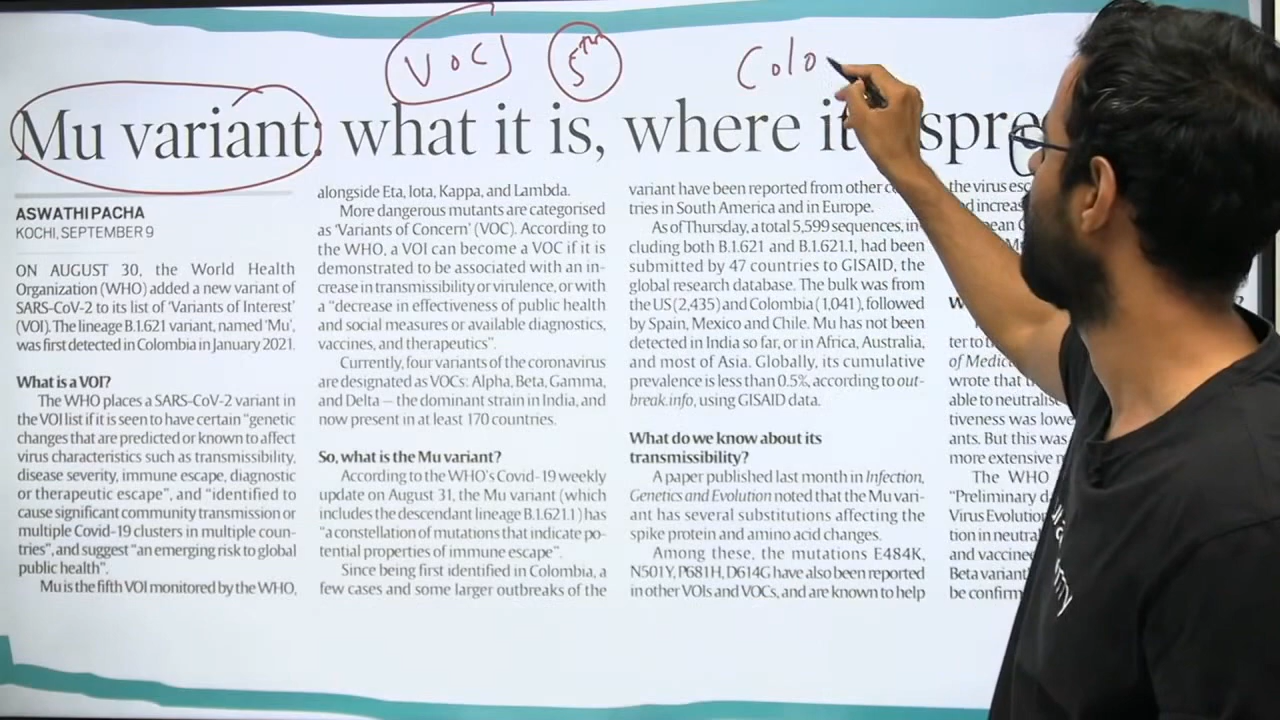 VOC 5th Colo
Mu variant: what it is, where it spre
ASWATHI PACHA
KOCHI, SEPTEMBER 9
ON AUGUST 30, the World Health
Organization (WHO) added a new variant of
SARS-CoV-2 to its list of ‘Variants of Interest’
(VOI). The lineage B.1.621 variant, named ‘Mu’,
was first detected in Colombia in January 2021.
What is a VOI?
The WHO places a SARS-CoV-2 variant in
the VOI list if it is seen to have certain “genetic
changes that are predicted or known to affect
virus characteristics such as transmissibility,
disease severity, immune escape, diagnostic
or therapeutic escape”, and “identified to
cause significant community transmission or
multiple Covid-19 clusters in multiple coun-
tries”, and suggest “an emerging risk to global
public health”.
Mu is the fifth VOI monitored by the WHO,
alongside Eta, Iota, Kappa, and Lambda.
More dangerous mutants are categorised
as ‘Variants of Concern’ (VOC). According to
the WHO, a VOI can become a VOC if it is
demonstrated to be associated with an in-
crease in transmissibility or virulence, or with
a “decrease in effectiveness of public health
and social measures or available diagnostics,
vaccines, and therapeutics”.
Currently, four variants of the coronavirus
are designated as VOCs: Alpha, Beta, Gamma,
and Delta — the dominant strain in India, and
now present in at least 170 countries.
So, what is the Mu variant?
According to the WHO’s Covid-19 weekly
update on August 31, the Mu variant (which
includes the descendant lineage B.1.621.1) has
“a constellation of mutations that indicate po-
tential properties of immune escape”.
Since being first identified in Colombia, a
few cases and some larger outbreaks of the
variant have been reported from other
tries in South America and in Europe.
As of Thursday, a total 5,599 sequences, in-
cluding both B.1.621 and B.1.621.1, had been
submitted by 47 countries to GISAID, the
global research database. The bulk was from
the US (2,435) and Colombia (1,041), followed
by Spain, Mexico and Chile. Mu has not been
detected in India so far, or in Africa, Australia,
and most of Asia. Globally, its cumulative
prevalence is less than 0.5%, according to out-
break.info, using GISAID data.
What do we know about its
transmissibility?
A paper published last month in Infection,
Genetics and Evolution noted that the Mu vari-
ant has several substitutions affecting the
spike protein and amino acid changes.
Among these, the mutations E484K,
N501Y, P681H, D614G have also been reported
in other VOIs and VOCs, and are known to help
the virus esc
increas
ean
Mu
W
ter to
of Medic
wrote that
able to neutralise
tiveness was lowe
ants. But this was
more extensive
The WHO
“Preliminary d
Virus Evolution
tion in neutra
and vaccinee
Beta variant
be confirm